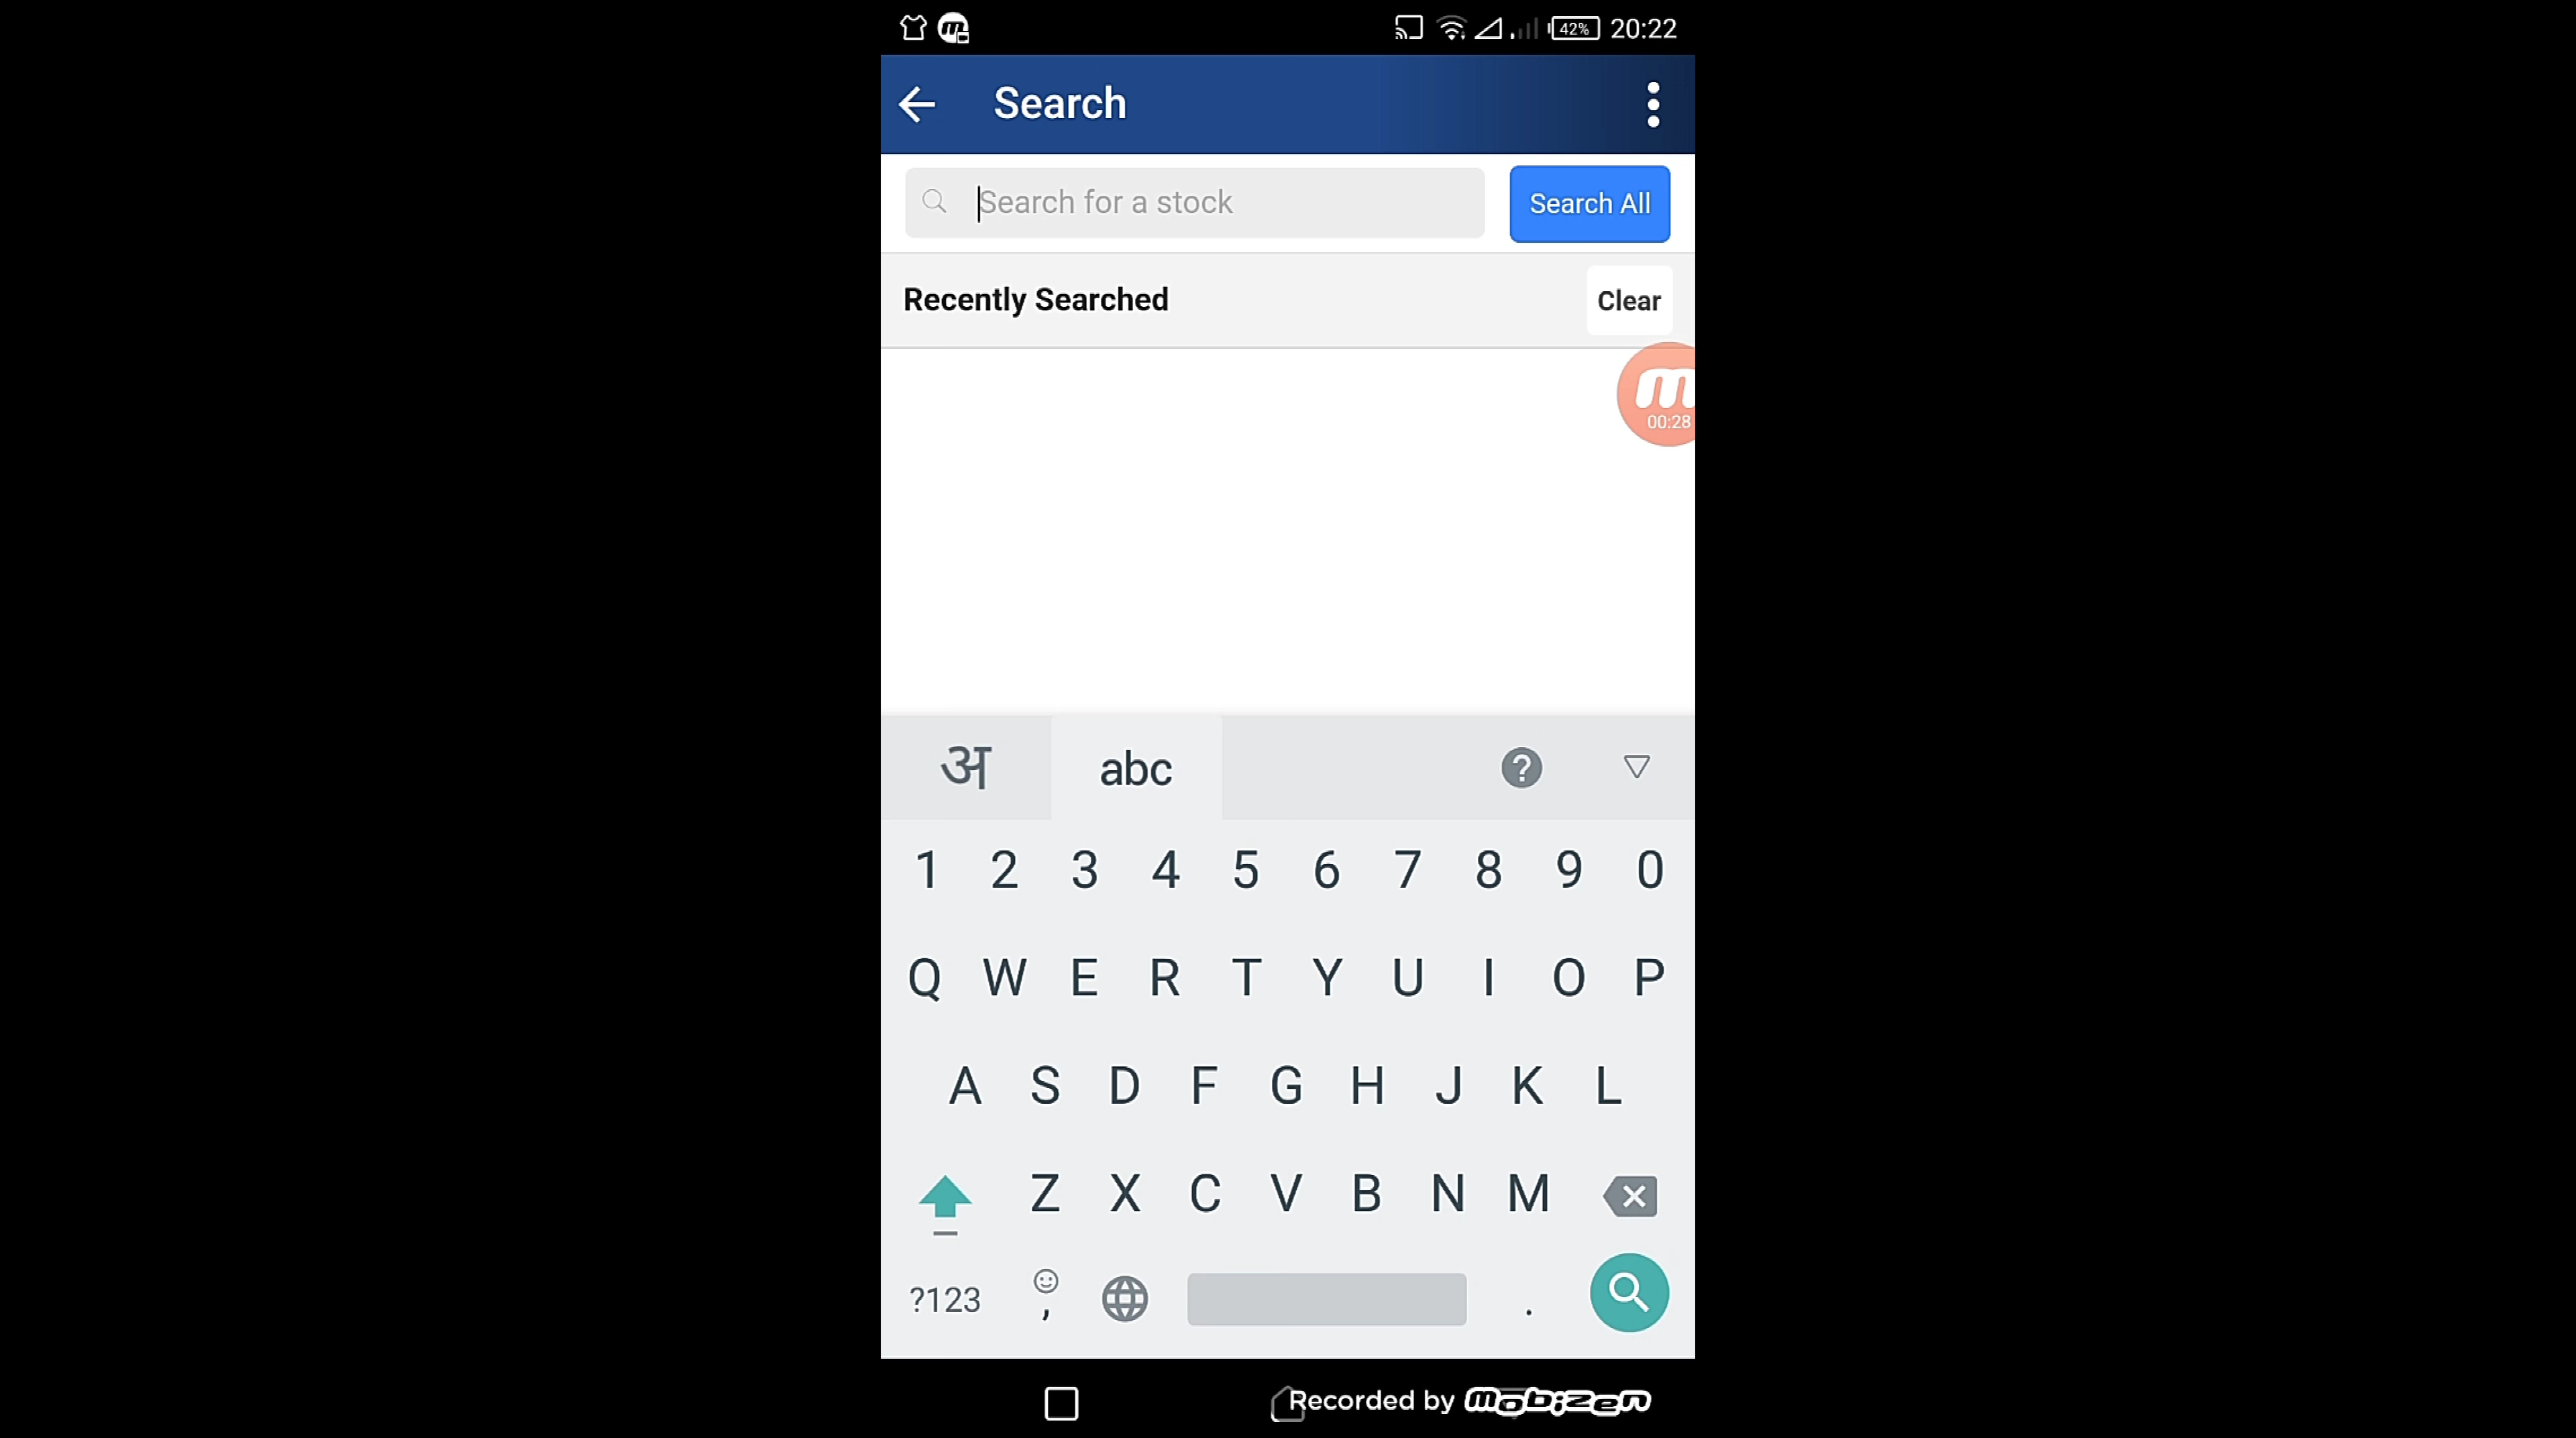 42% 20:22
Search
Search for a stock
Search All
Recently Searched
Clear
m
00:28
अ abc
1 2 3 4 5 6 7 8 9 0
Q W E R T Y U I O P
A S D F G H J K L
Z X C V B N M
?123 , .
Recorded by mobizen